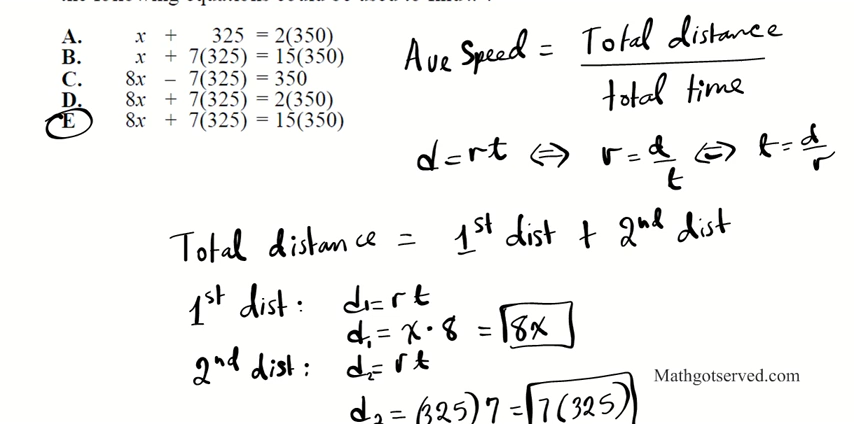 A. x + 325 = 2(350)
B. x + 7(325) = 15(350)
C. 8x − 7(325) = 350
D. 8x + 7(325) = 2(350)
E 8x + 7(325) = 15(350)
Ave Speed = Total distance / total time
d = rt ⇔ r = d/t ⇔ t = d/r
Total distance = 1st dist + 2nd dist
1st dist: d₁ = rt
d₁ = x · 8 = 8x
2nd dist: d₂ = rt
Mathgotserved.com
d₂ = (325)7 = 7(325)